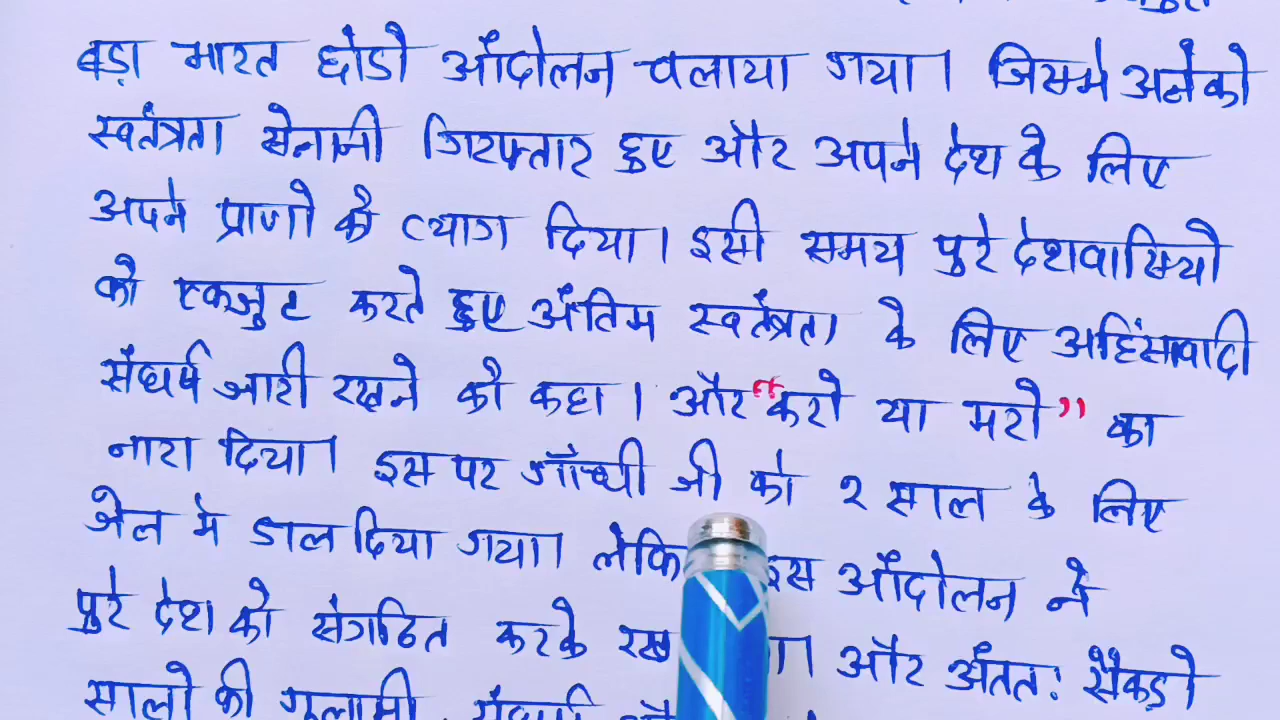 बड़ा भारत छोडो आँदोलन चलाया गया। जिसमे अनेको
स्वतंत्रता सेनानी गिरफ्तार हुए और अपने देश के लिए
अपने प्राणो को त्याग दिया। इसी समय पुरे देशवासियो
को एकजुट करते हुए अंतिम स्वतंत्रता के लिए अहिंसावादी
संघर्ष जारी रखने को कहा। और "करो या मरो" का
नारा दिया। इस पर गाँधी जी को २ साल के लिए
जेल मे डाल दिया गया। इस आँदोलन ने
पुरे देश को संगठित करके रख और अंततः सैकड़ो
सालो की गुलामी, संघर्ष